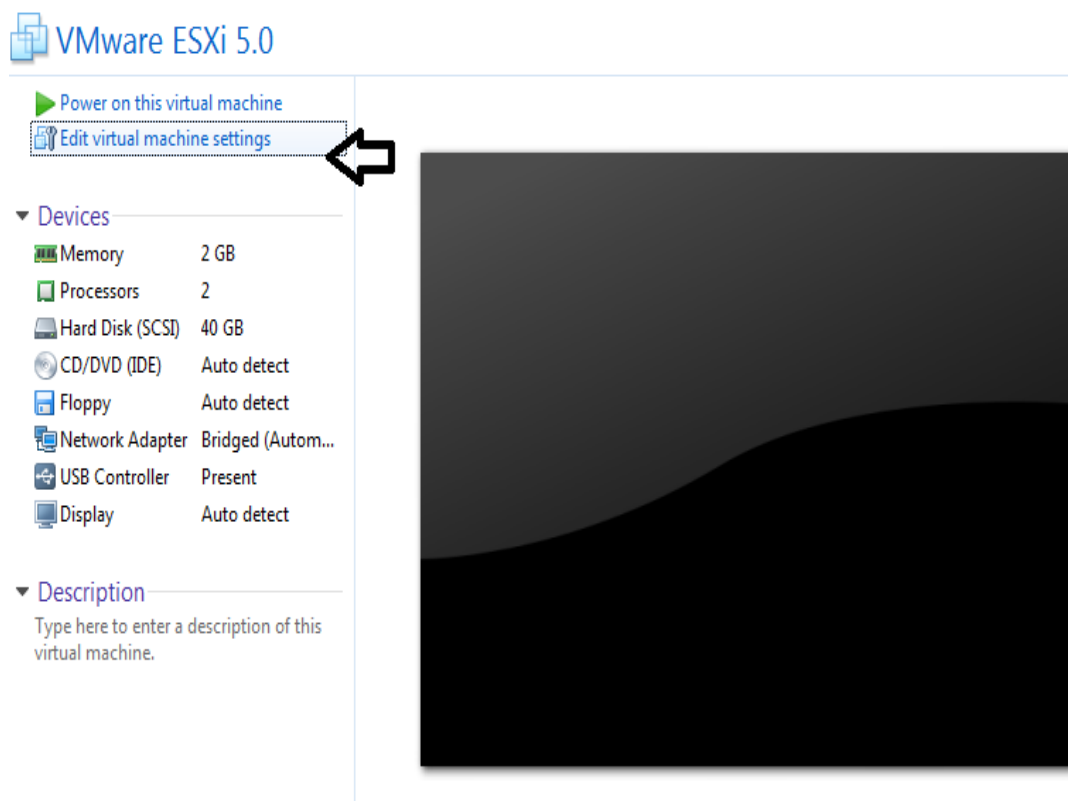 VMware ESXi 5.0
Power on this virtual machine
Edit virtual machine settings
Devices
Memory 2 GB
Processors 2
Hard Disk (SCSI) 40 GB
CD/DVD (IDE) Auto detect
Floppy Auto detect
Network Adapter Bridged (Autom...
USB Controller Present
Display Auto detect
Description
Type here to enter a description of this
virtual machine.